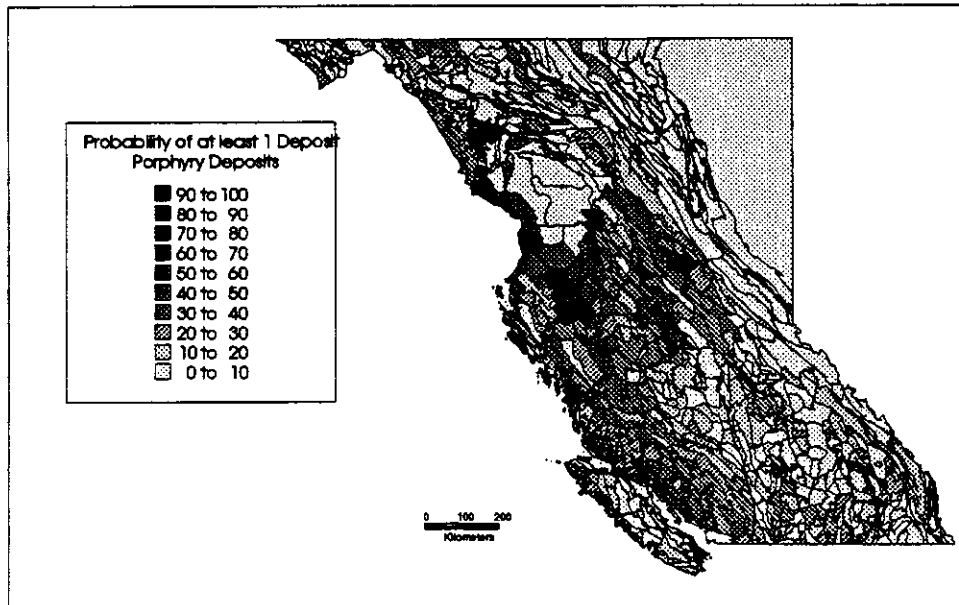 Probability of at least 1 Deposit
Porphyry Deposits
90 to 100
80 to 90
70 to 80
60 to 70
50 to 60
40 to 50
30 to 40
20 to 30
10 to 20
0 to 10
0 100 200
Kilometers